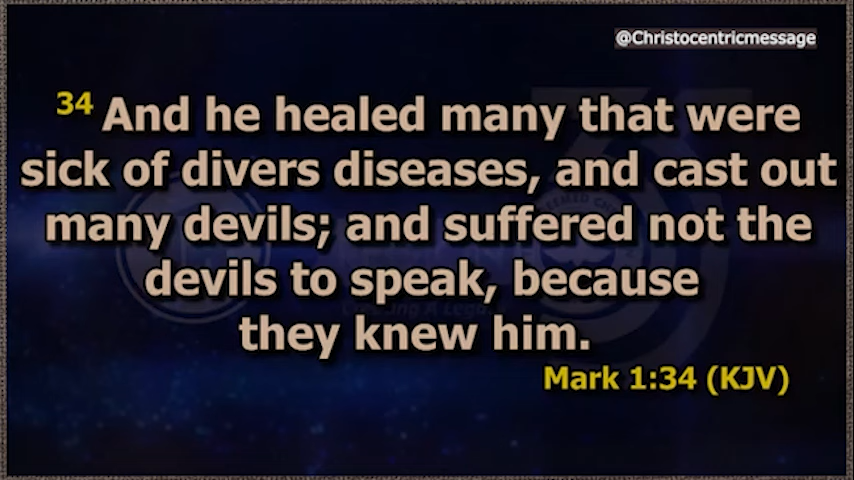 @Christocentricmessage
34 And he healed many that were
sick of divers diseases, and cast out
many devils; and suffered not the
devils to speak, because
they knew him.
Mark 1:34 (KJV)